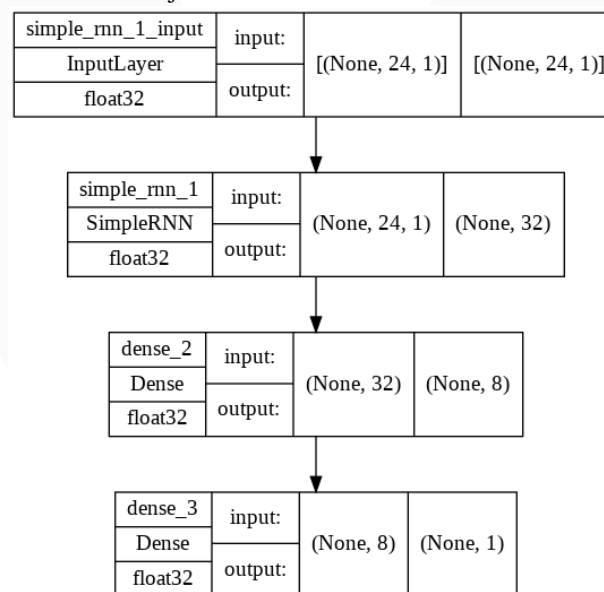 simple_rnn_1_input
InputLayer
float32
input:
output:
[(None, 24, 1)]
[(None, 24, 1)]
simple_rnn_1
SimpleRNN
float32
input:
output:
(None, 24, 1)
(None, 32)
dense_2
Dense
float32
input:
output:
(None, 32)
(None, 8)
dense_3
Dense
float32
input:
output:
(None, 8)
(None, 1)